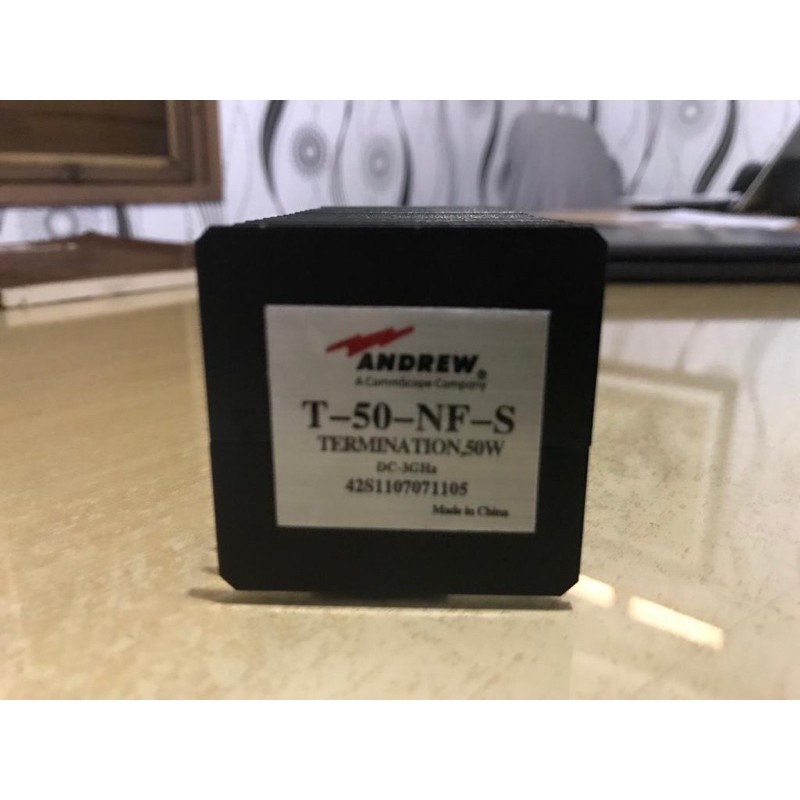 ANDREW®
A CommScope Company
T-50-NF-S
TERMINATION,50W
DC-3GHz
42S1107071105
Made in China